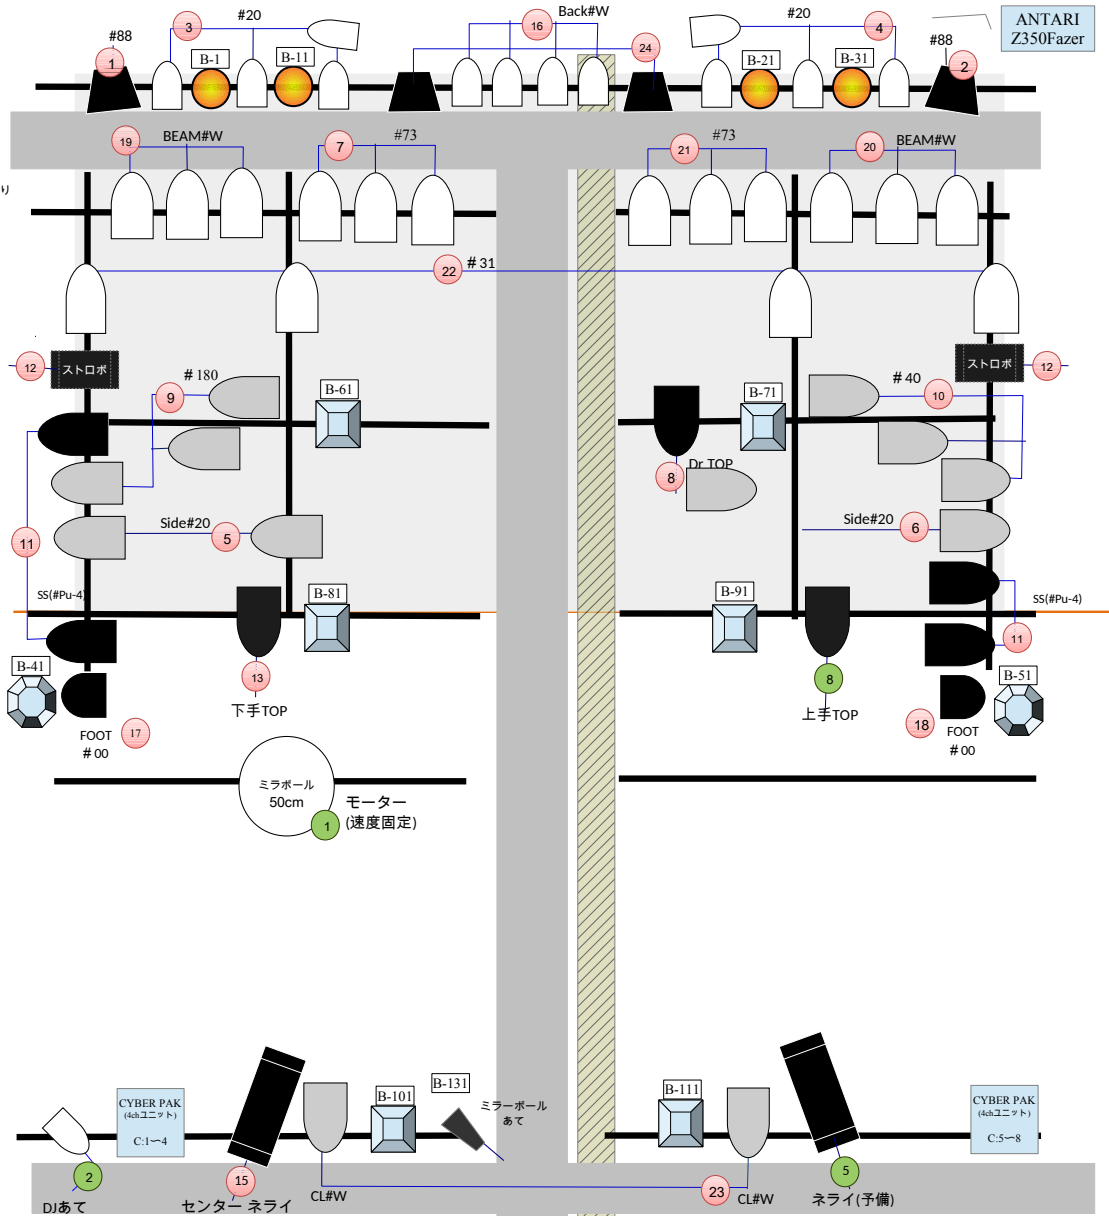 #20
3
Back#W
16
#20
4
ANTARI
Z350Fazer
#88
1
B-1
B-11
24
B-21
B-31
#88
2
19
BEAM#W
7
#73
21
#73
20
BEAM#W
り
22
＃31
12
ストロボ
ストロボ
12
9
＃180
B-61
B-71
＃40
10
8
Dr TOP
11
Side#20
5
Side#20
6
SS(#Pu-4)
B-81
B-91
SS(#Pu-4)
11
B-41
13
8
B-51
下手TOP
上手TOP
FOOT
＃00
17
18
FOOT
＃00
ミラボール
50cm
1
モーター
(速度固定)
CYBER PAK
(4chユニット)
C:1〜4
B-101
B-131
ミラーボール
あて
B-111
CYBER PAK
(4chユニット)
C:5〜8
2
DJあて
15
センター ネライ
CL#W
23
CL#W
5
ネライ(予備)